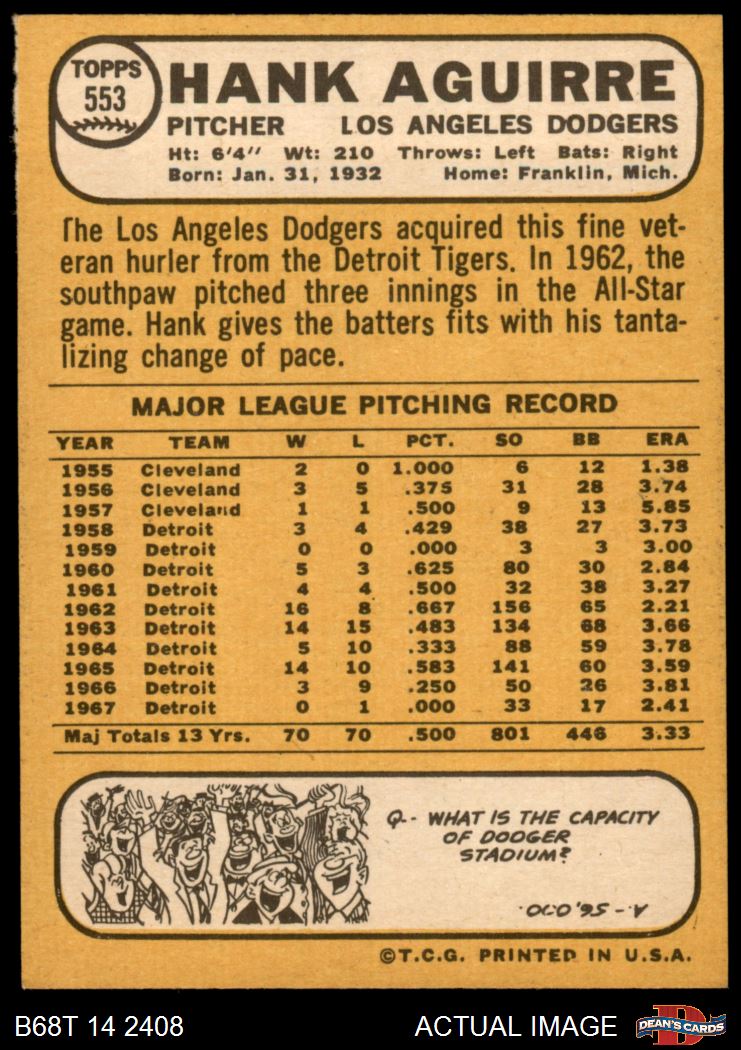 TOPPS
553
HANK AGUIRRE
PITCHER LOS ANGELES DODGERS
Ht: 6'4" Wt: 210 Throws: Left Bats: Right
Born: Jan. 31, 1932 Home: Franklin, Mich.
The Los Angeles Dodgers acquired this fine vet-
eran hurler from the Detroit Tigers. In 1962, the
southpaw pitched three innings in the All-Star
game. Hank gives the batters fits with his tanta-
lizing change of pace.
MAJOR LEAGUE PITCHING RECORD
YEAR TEAM W L PCT. SO BB ERA
1955 Cleveland 2 0 1.000 6 12 1.38
1956 Cleveland 3 5 .375 31 28 3.74
1957 Cleveland 1 1 .500 9 13 5.85
1958 Detroit 3 4 .429 38 27 3.73
1959 Detroit 0 0 .000 3 3 3.00
1960 Detroit 5 3 .625 80 30 2.84
1961 Detroit 4 4 .500 32 38 3.27
1962 Detroit 16 8 .667 156 65 2.21
1963 Detroit 14 15 .483 134 68 3.66
1964 Detroit 5 10 .333 88 59 3.78
1965 Detroit 14 10 .583 141 60 3.59
1966 Detroit 3 9 .250 50 26 3.81
1967 Detroit 0 1 .000 33 17 2.41
Maj Totals 13 Yrs. 70 70 .500 801 446 3.33
Q- WHAT IS THE CAPACITY
OF DODGER
STADIUM?
A- 56,000
©T.C.G. PRINTED IN U.S.A.
B68T 14 2408 ACTUAL IMAGE DEAN'S CARDS